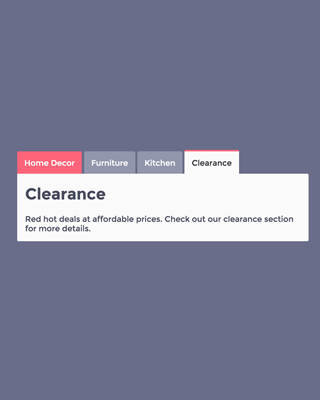 Home Decor Furniture Kitchen Clearance
Clearance
Red hot deals at affordable prices. Check out our clearance section
for more details.